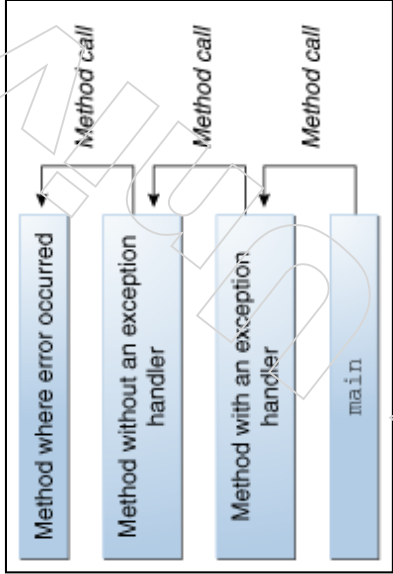 Method where error occurred
Method call
Method without an exception
handler
Method call
Method with an exception
handler
Method call
main